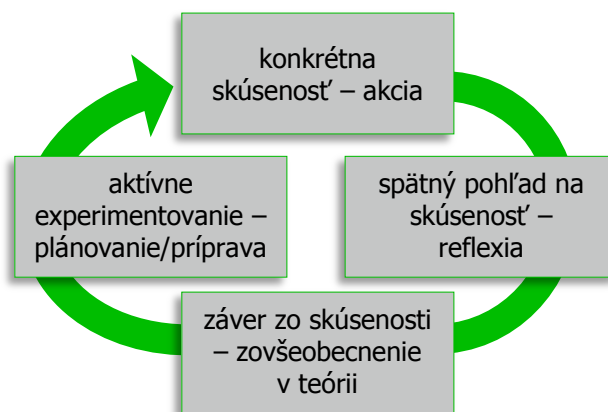 konkrétna
skúsenosť – akcia
spätný pohľad na
skúsenosť –
reflexia
záver zo skúsenosti
– zovšeobecnenie
v teórii
aktívne
experimentovanie –
plánovanie/príprava